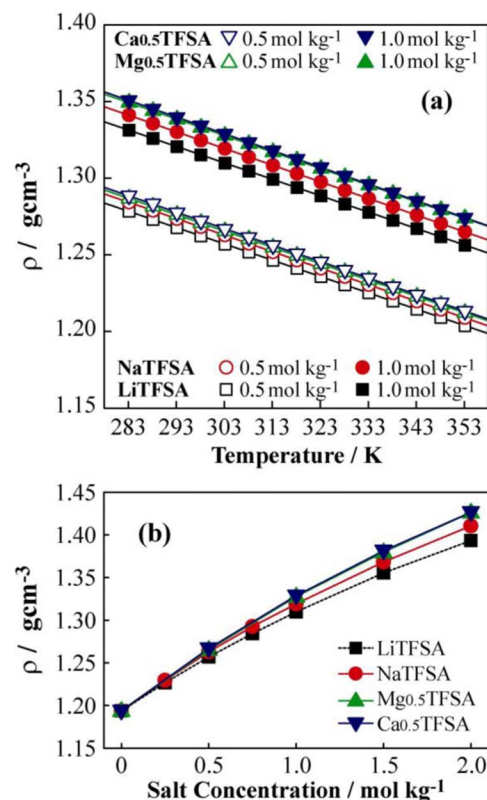 1.40
1.35
1.30
1.25
1.20
1.15
ρ / gcm-3
Ca0.5TFSA ▽ 0.5 mol kg-1 ▼ 1.0 mol kg-1
Mg0.5TFSA △ 0.5 mol kg-1 ▲ 1.0 mol kg-1
(a)
NaTFSA ○ 0.5 mol kg-1 ● 1.0 mol kg-1
LiTFSA □ 0.5 mol kg-1 ■ 1.0 mol kg-1
283 293 303 313 323 333 343 353
Temperature / K
1.45
1.40
1.35
1.30
1.25
1.20
1.15
ρ / gcm-3
(b)
LiTFSA
NaTFSA
Mg0.5TFSA
Ca0.5TFSA
0 0.5 1.0 1.5 2.0
Salt Concentration / mol kg-1